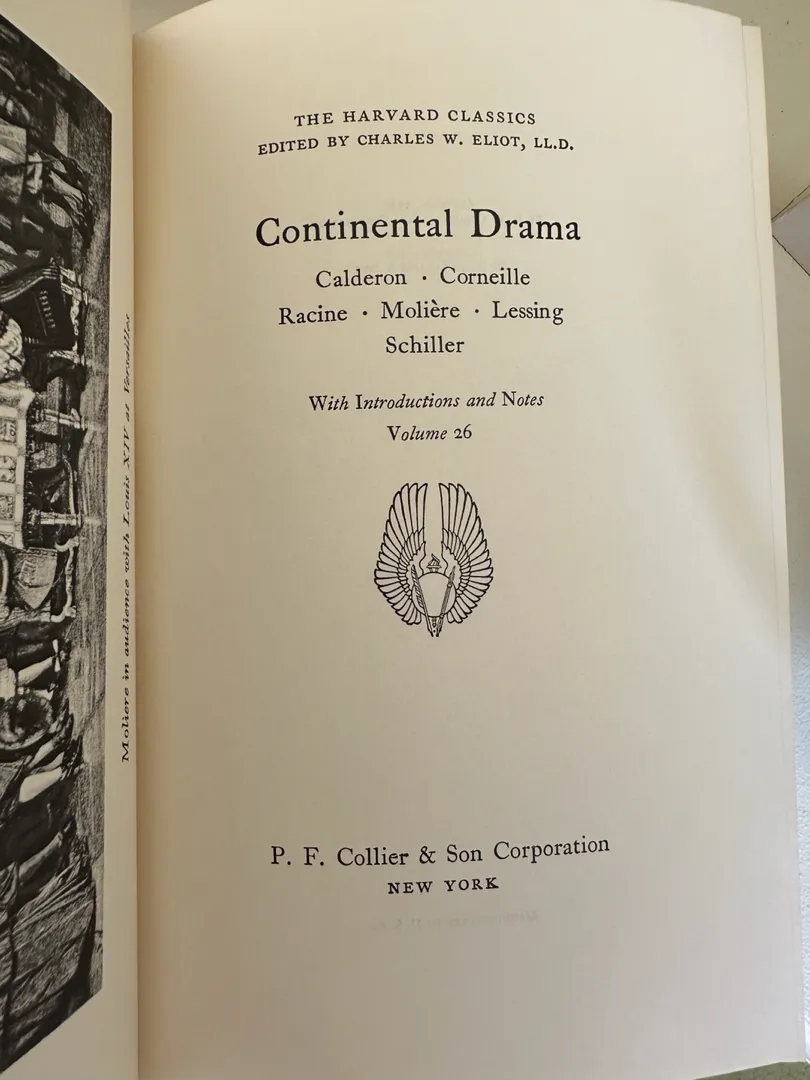 Moliere in audience with Louis XIV at Versailles
THE HARVARD CLASSICS
EDITED BY CHARLES W. ELIOT, LL.D.
Continental Drama
Calderon · Corneille
Racine · Molière · Lessing
Schiller
With Introductions and Notes
Volume 26
P. F. Collier & Son Corporation
NEW YORK